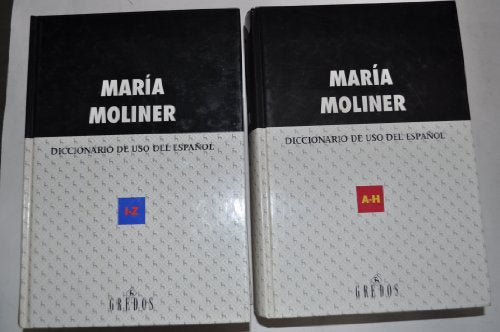 MARÍA
MOLINER
DICCIONARIO DE USO DEL ESPAÑOL
I-Z
GREDOS
MARÍA
MOLINER
DICCIONARIO DE USO DEL ESPAÑOL
A-H
GREDOS